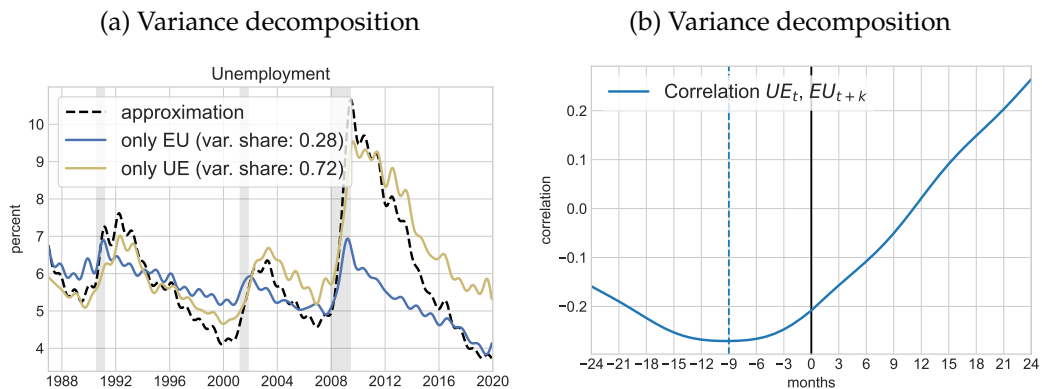 (a) Variance decomposition
Unemployment
approximation
only EU (var. share: 0.28)
only UE (var. share: 0.72)
percent
10
9
8
7
6
5
4
1988 1992 1996 2000 2004 2008 2012 2016 2020
(b) Variance decomposition
Correlation UE_t, EU_{t+k}
correlation
0.2
0.1
0.0
−0.1
−0.2
−24 −21 −18 −15 −12 −9 −6 −3 0 3 6 9 12 15 18 21 24
months